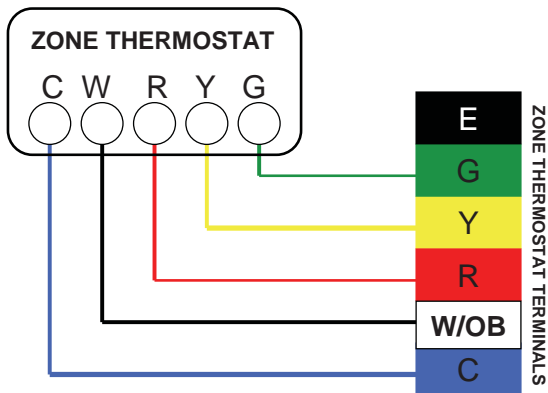 ZONE THERMOSTAT
C W R Y G
E
G
Y
R
W/OB
C
ZONE THERMOSTAT TERMINALS